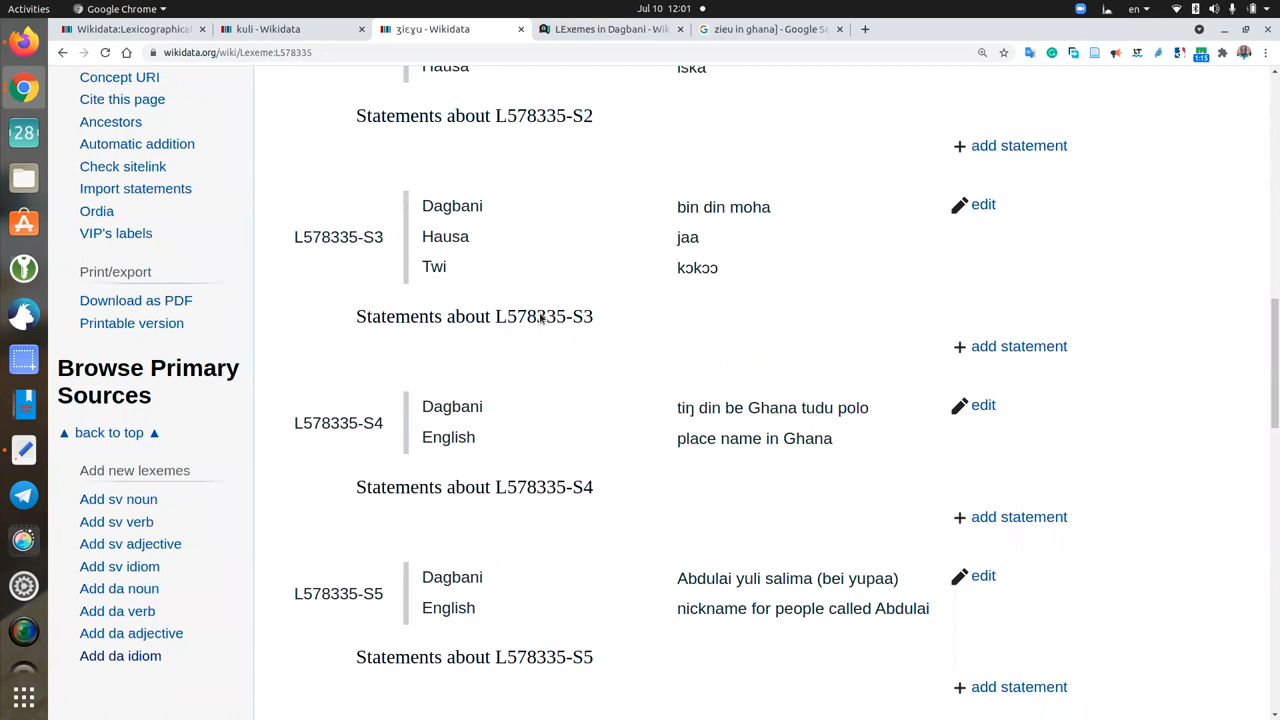 Activities
Google Chrome
Jul 10 12:01
en
Wikidata:Lexicographical
kuli - Wikidata
ʒiɛɣu - Wikidata
LExemes in Dagbani - Wik
zieu in ghana] - Google Se
wikidata.org/wiki/Lexeme:L578335
28
Concept URI
Cite this page
Ancestors
Automatic addition
Check sitelink
Import statements
Ordia
VIP's labels
Print/export
Download as PDF
Printable version
Browse Primary
Sources
▲ back to top ▲
Add new lexemes
Add sv noun
Add sv verb
Add sv adjective
Add sv idiom
Add da noun
Add da verb
Add da adjective
Add da idiom
Hausa iska
Statements about L578335-S2
+ add statement
L578335-S3
Dagbani bin din moha
edit
Hausa jaa
Twi kɔkɔɔ
Statements about L578335-S3
+ add statement
L578335-S4
Dagbani tiŋ din be Ghana tudu polo
edit
English place name in Ghana
Statements about L578335-S4
+ add statement
L578335-S5
Dagbani Abdulai yuli salima (bei yupaa)
edit
English nickname for people called Abdulai
Statements about L578335-S5
+ add statement